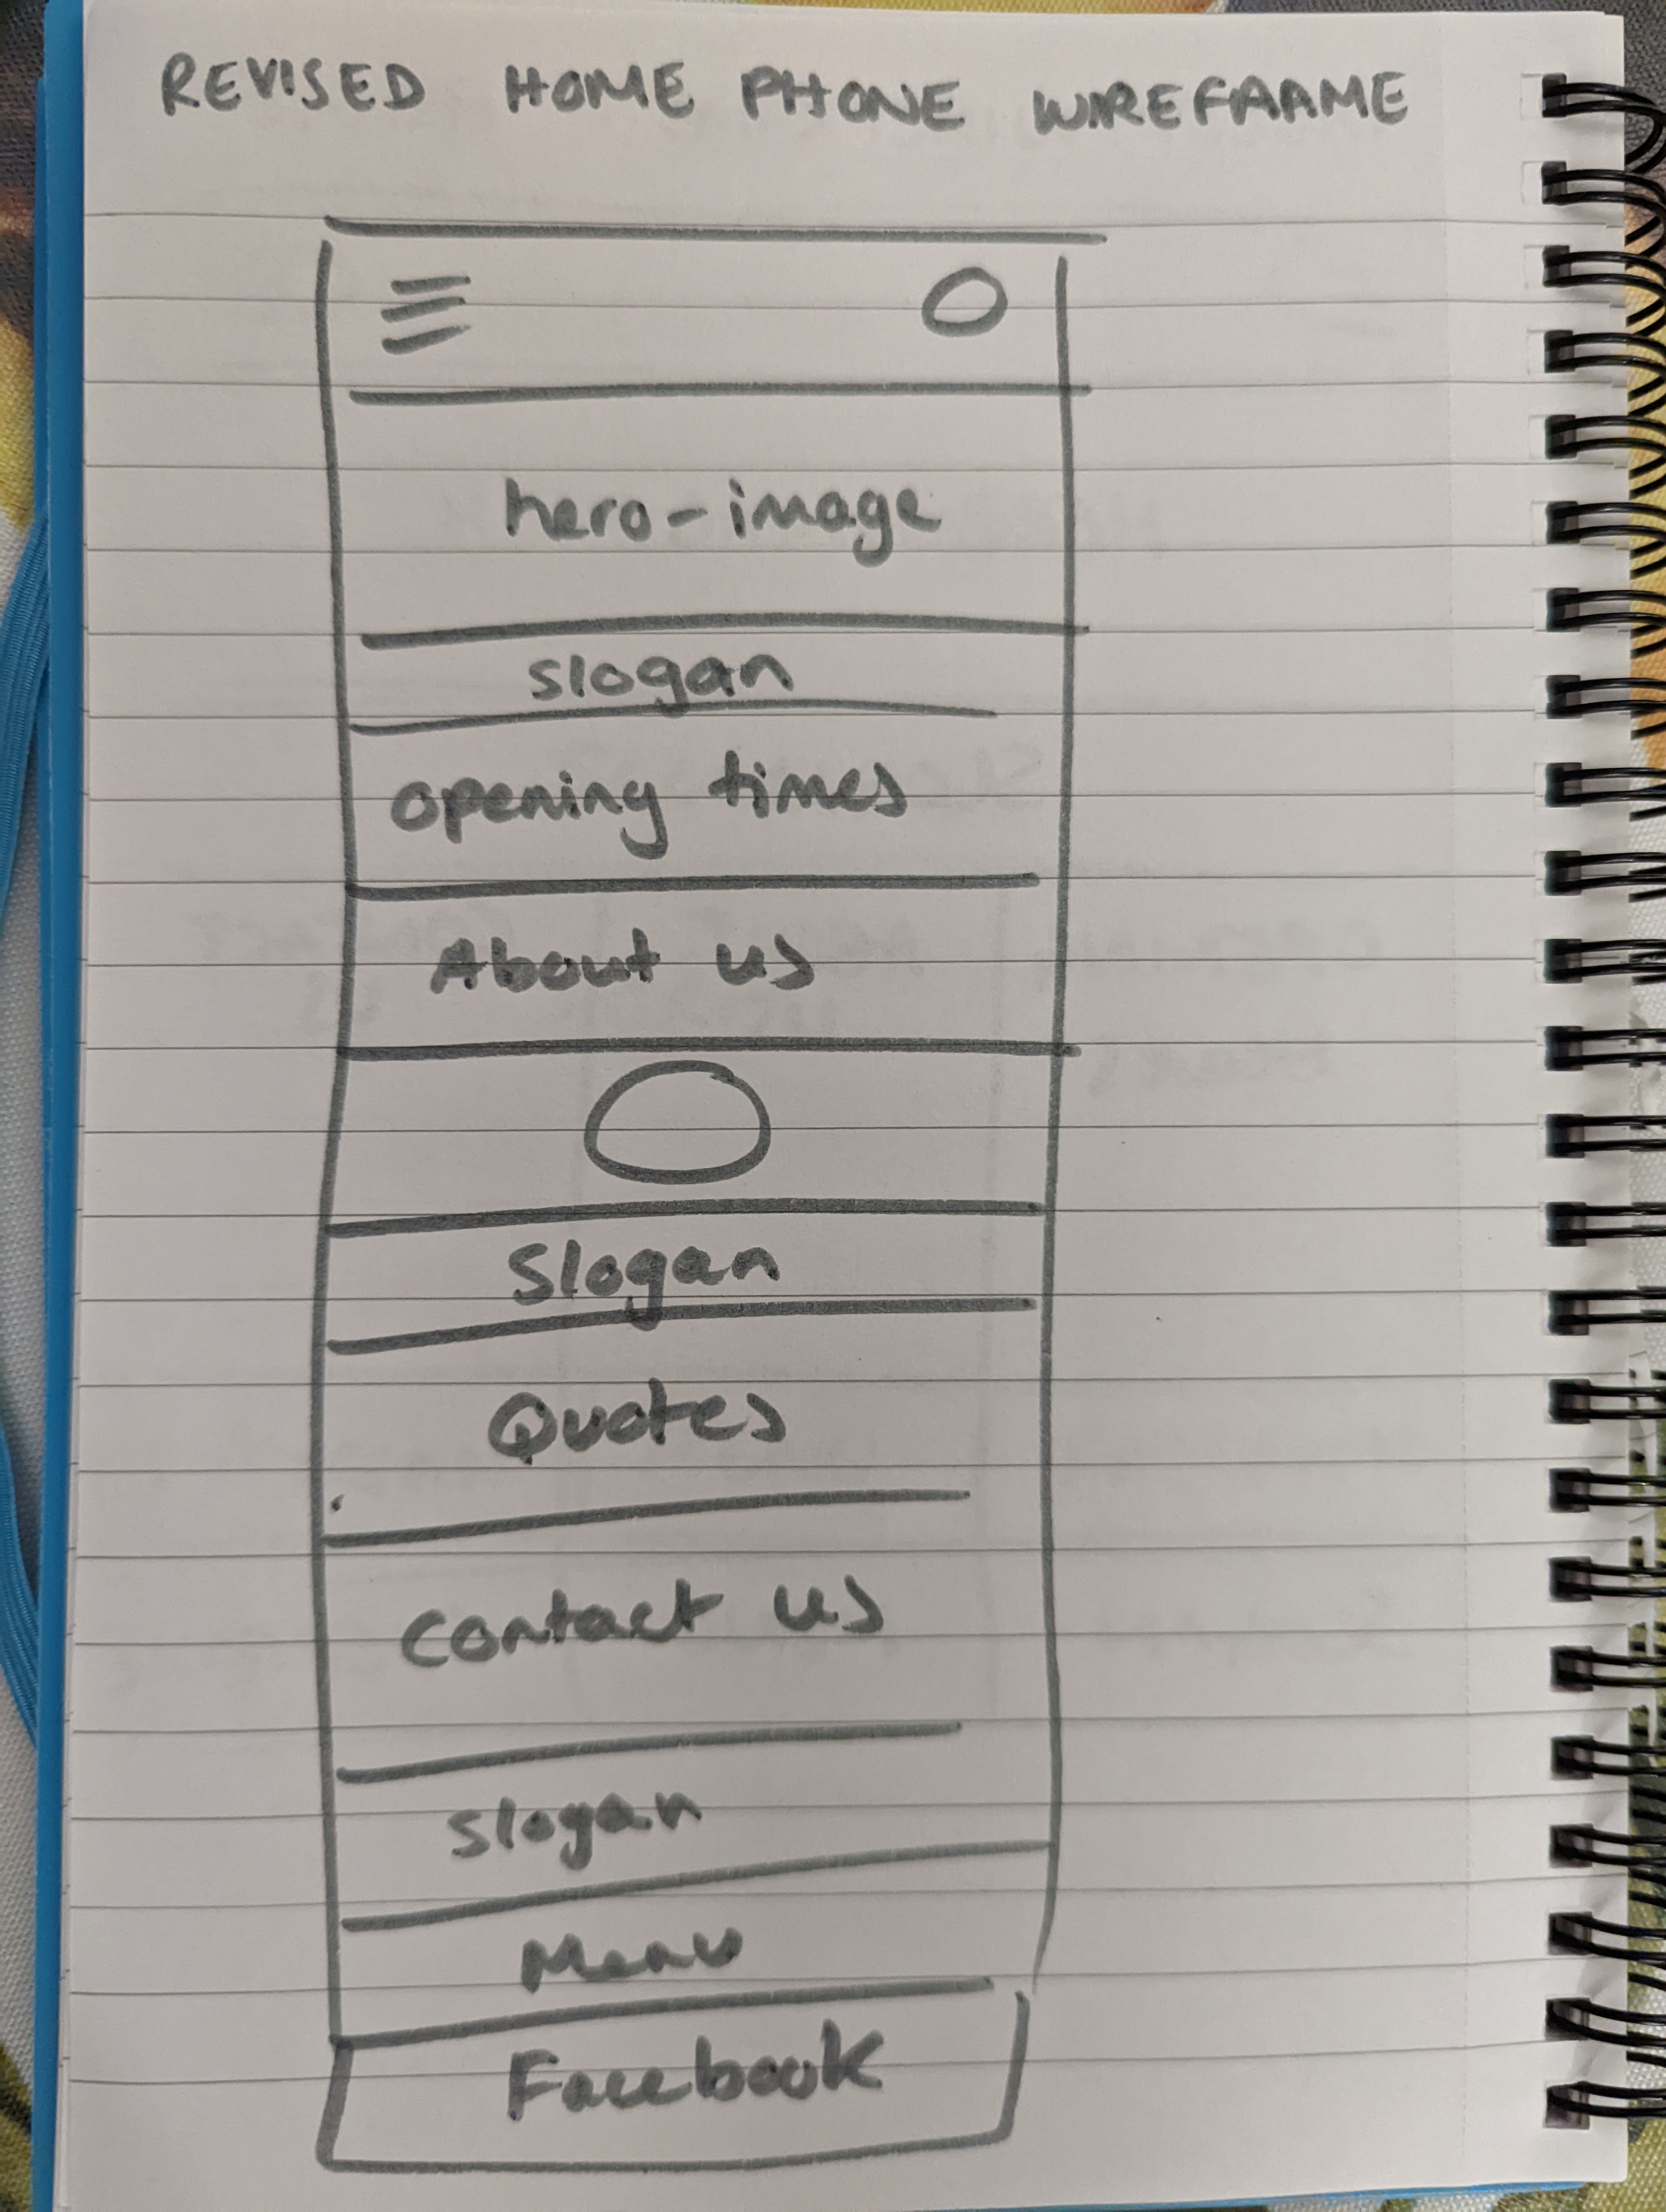 REVISED HOME PHONE WIREFRAME
hero-image
slogan
opening times
About us
Slogan
Quotes
contact us
slogan
Menu
Facebook